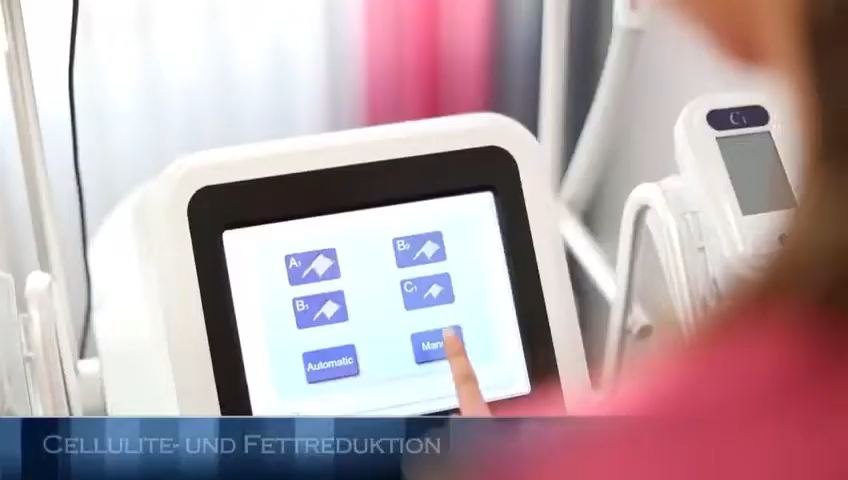 C1
A1
B2
B1
C1
Automatic
CELLULITE- UND FETTREDUKTION